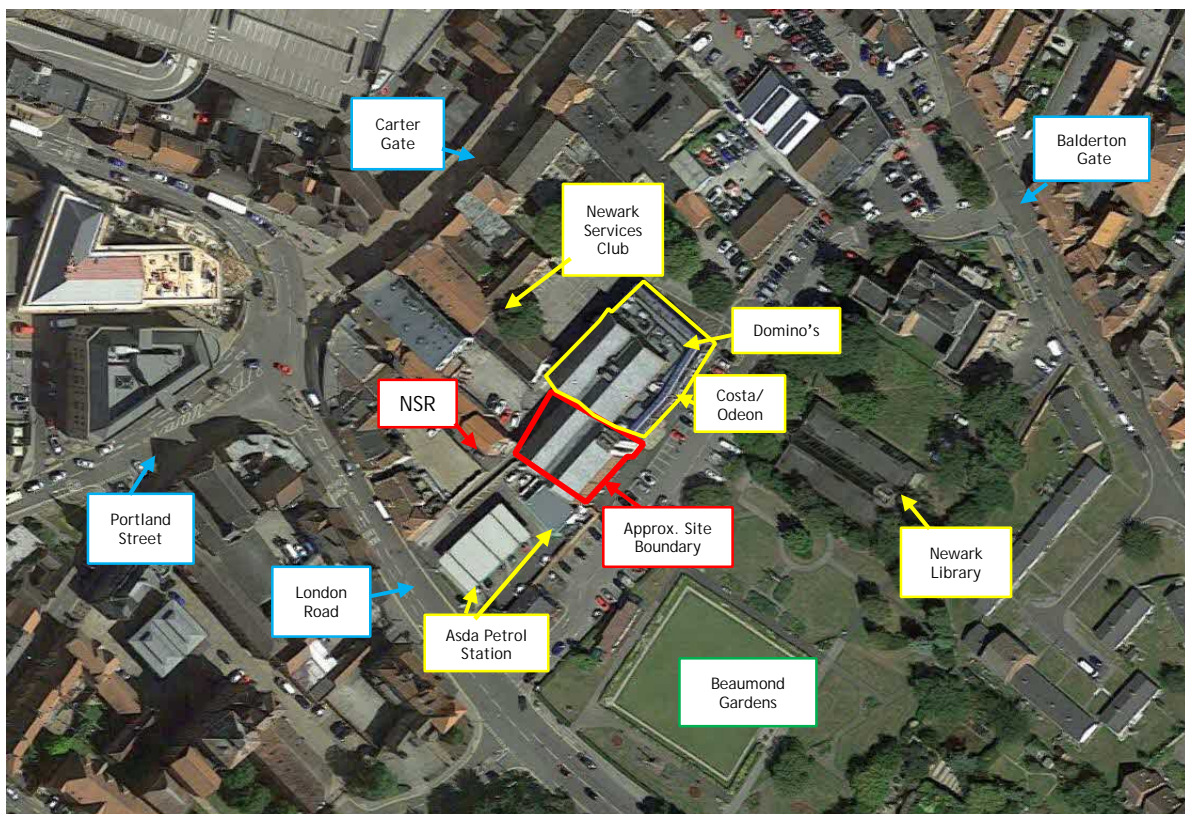 Carter
Gate
Balderton
Gate
Newark
Services
Club
Domino's
NSR
Costa/
Odeon
Portland
Street
Approx. Site
Boundary
Newark
Library
London
Road
Asda Petrol
Station
Beaumond
Gardens